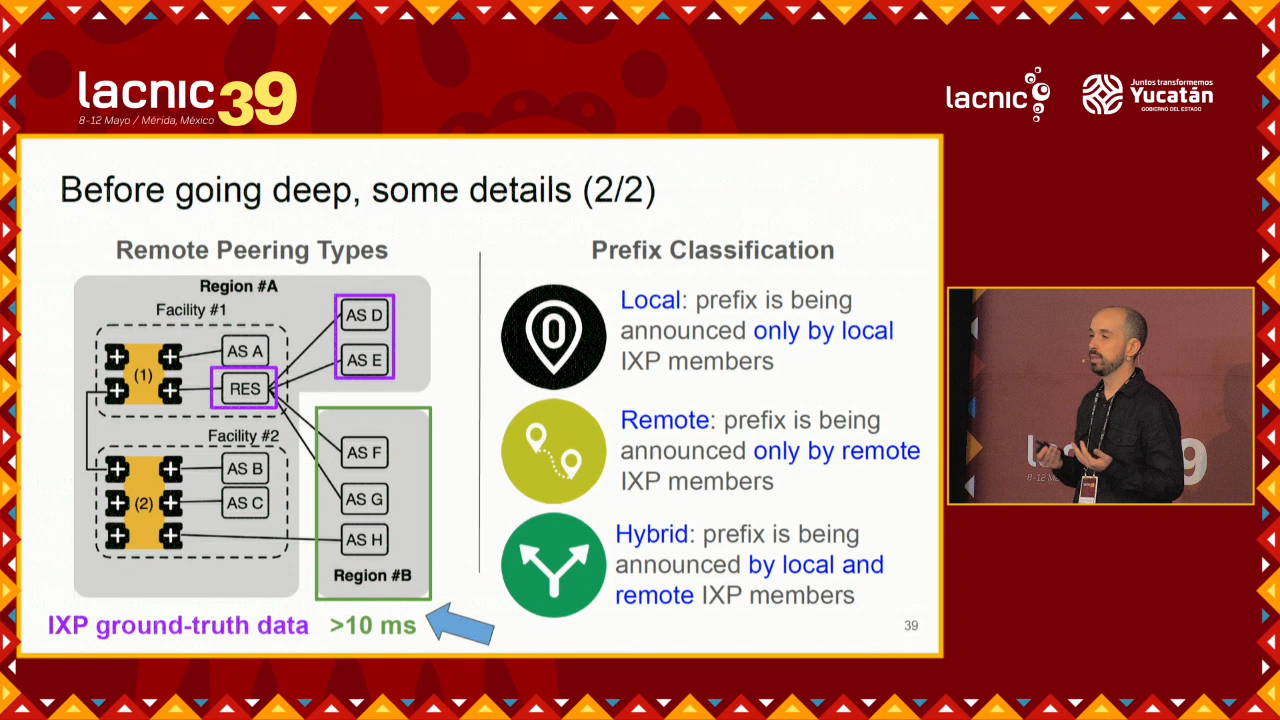 lacnic 39
8-12 Mayo / Mérida, México
lacnic
Juntos transformemos
Yucatán
GOBIERNO DEL ESTADO
Before going deep, some details (2/2)
Remote Peering Types
Region #A
Facility #1
AS D
AS A
AS E
(1)
RES
Facility #2
AS F
AS B
(2)
AS C
AS G
AS H
Region #B
IXP ground-truth data
>10 ms
Prefix Classification
Local: prefix is being
announced only by local
IXP members
Remote: prefix is being
announced only by remote
IXP members
Hybrid: prefix is being
announced by local and
remote IXP members
39